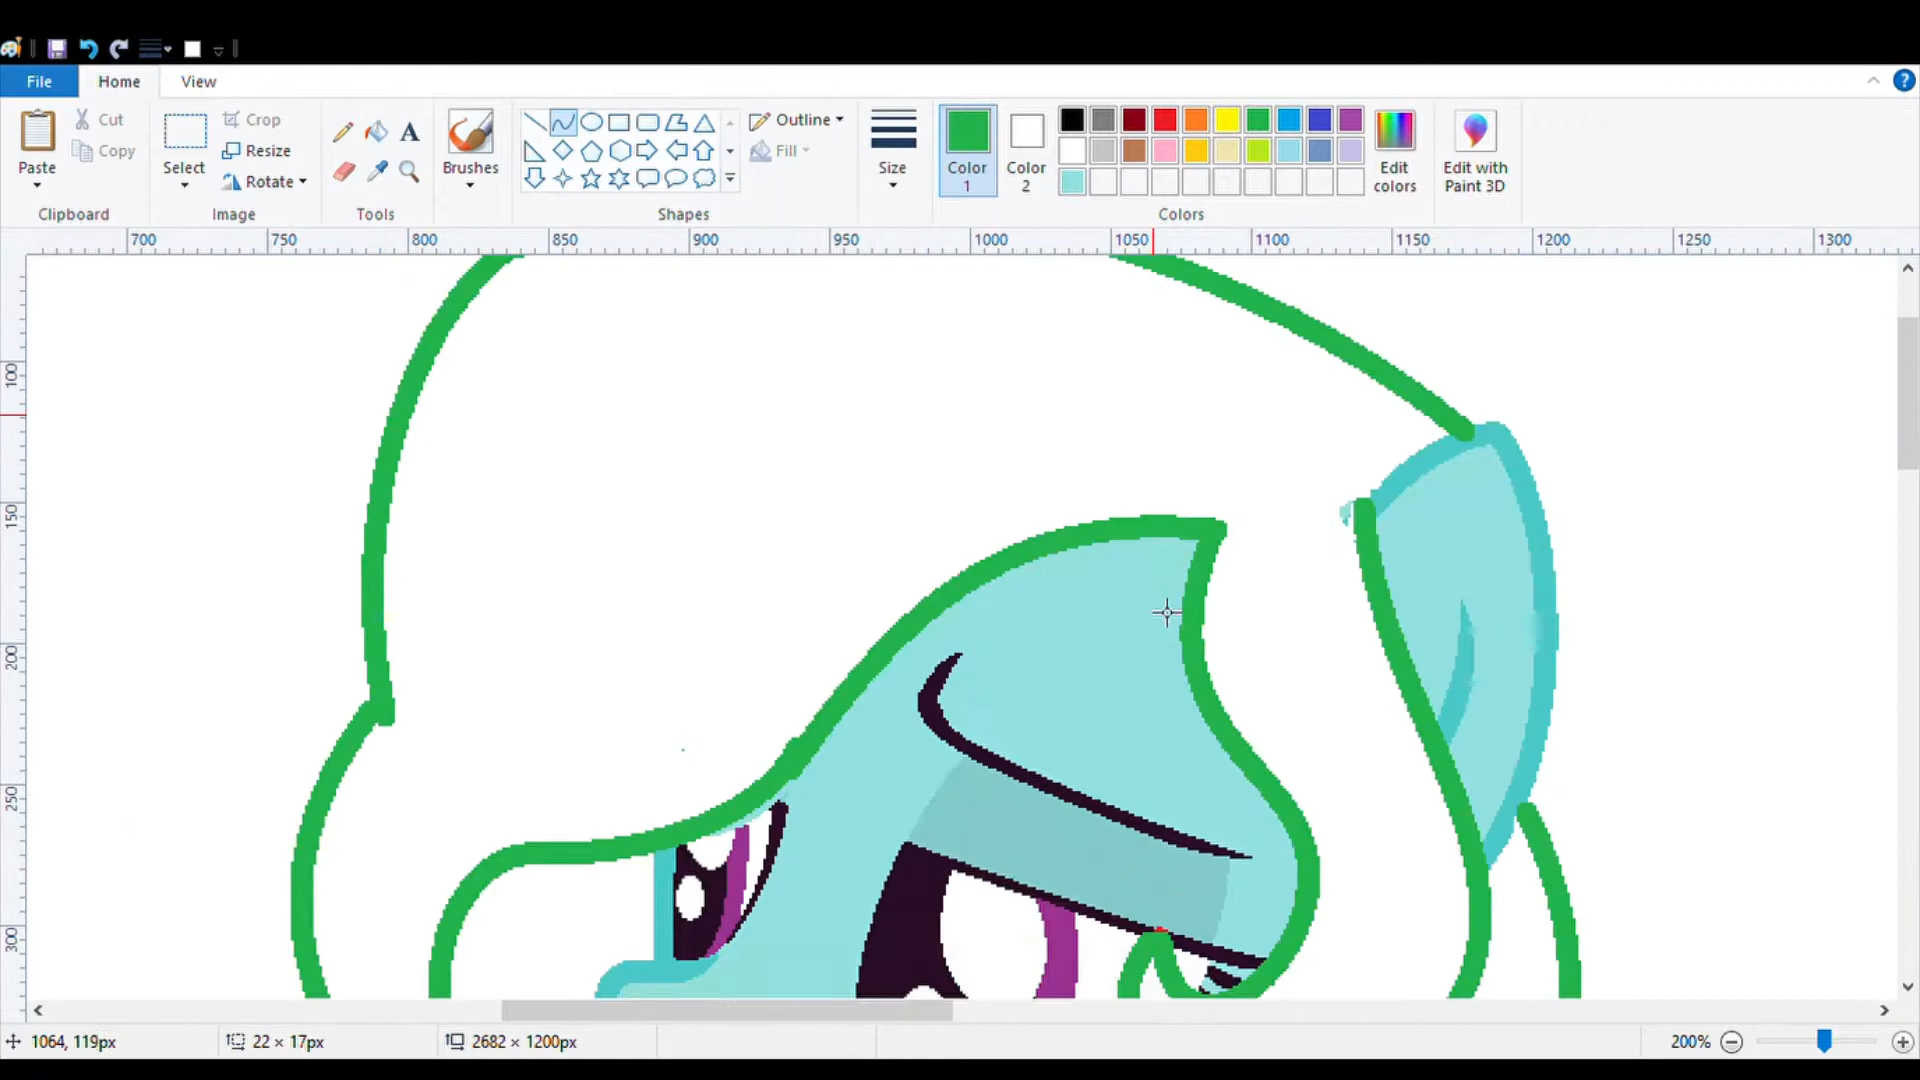 File Home View
Paste
Cut
Copy
Clipboard
Select
Crop
Resize
Rotate
Image
A
Tools
Brushes
Outline
Fill
Shapes
Size
Color
1
Color
2
Edit
colors
Colors
Edit with
Paint 3D
?
700 750 800 850 900 950 1000 1050 1100 1150 1200 1250 1300
100
150
200
250
300
1064, 119px
22 × 17px
2682 × 1200px
200%